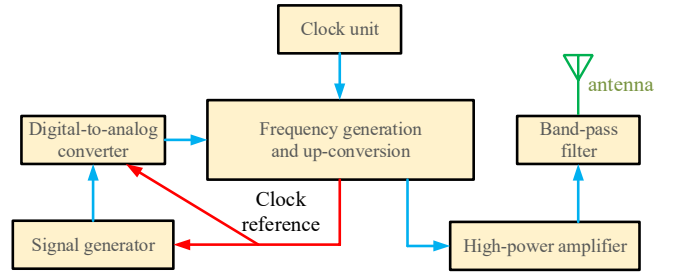 Clock unit
antenna
Digital-to-analog
converter
Frequency generation
and up-conversion
Band-pass
filter
Clock
reference
Signal generator
High-power amplifier